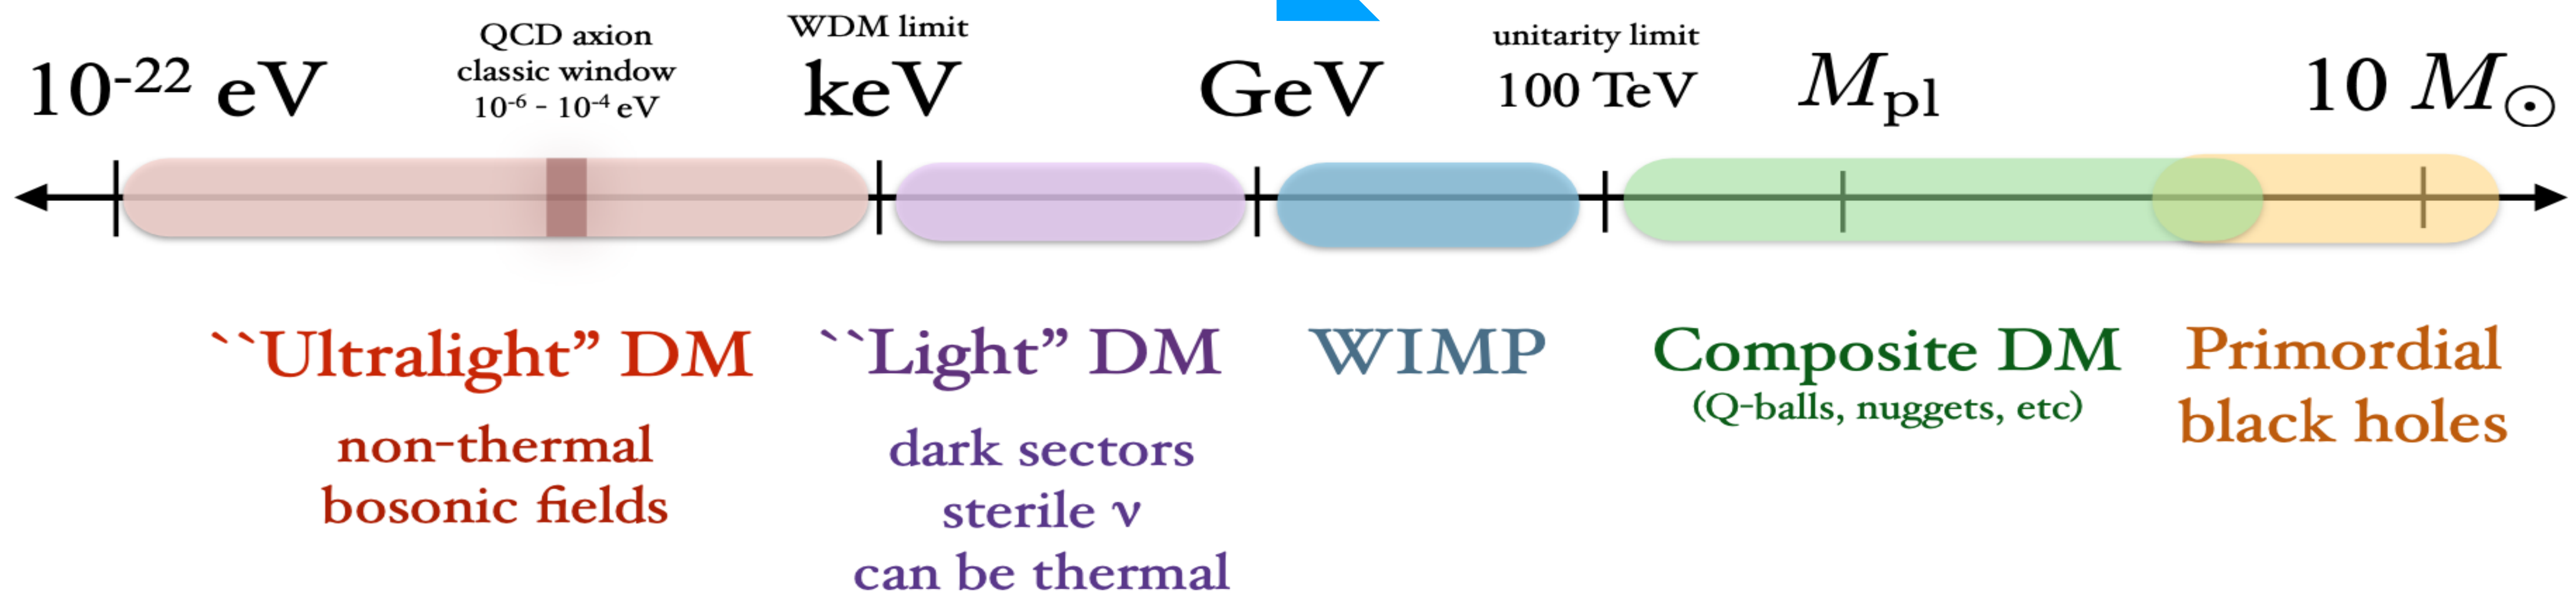 10⁻²² eV
QCD axion
classic window
10⁻⁶ - 10⁻⁴ eV
WDM limit
keV
GeV
unitarity limit
100 TeV
Mₚₗ
10 M☉
``Ultralight” DM
non-thermal
bosonic fields
``Light” DM
dark sectors
sterile ν
can be thermal
WIMP
Composite DM
(Q-balls, nuggets, etc)
Primordial
black holes